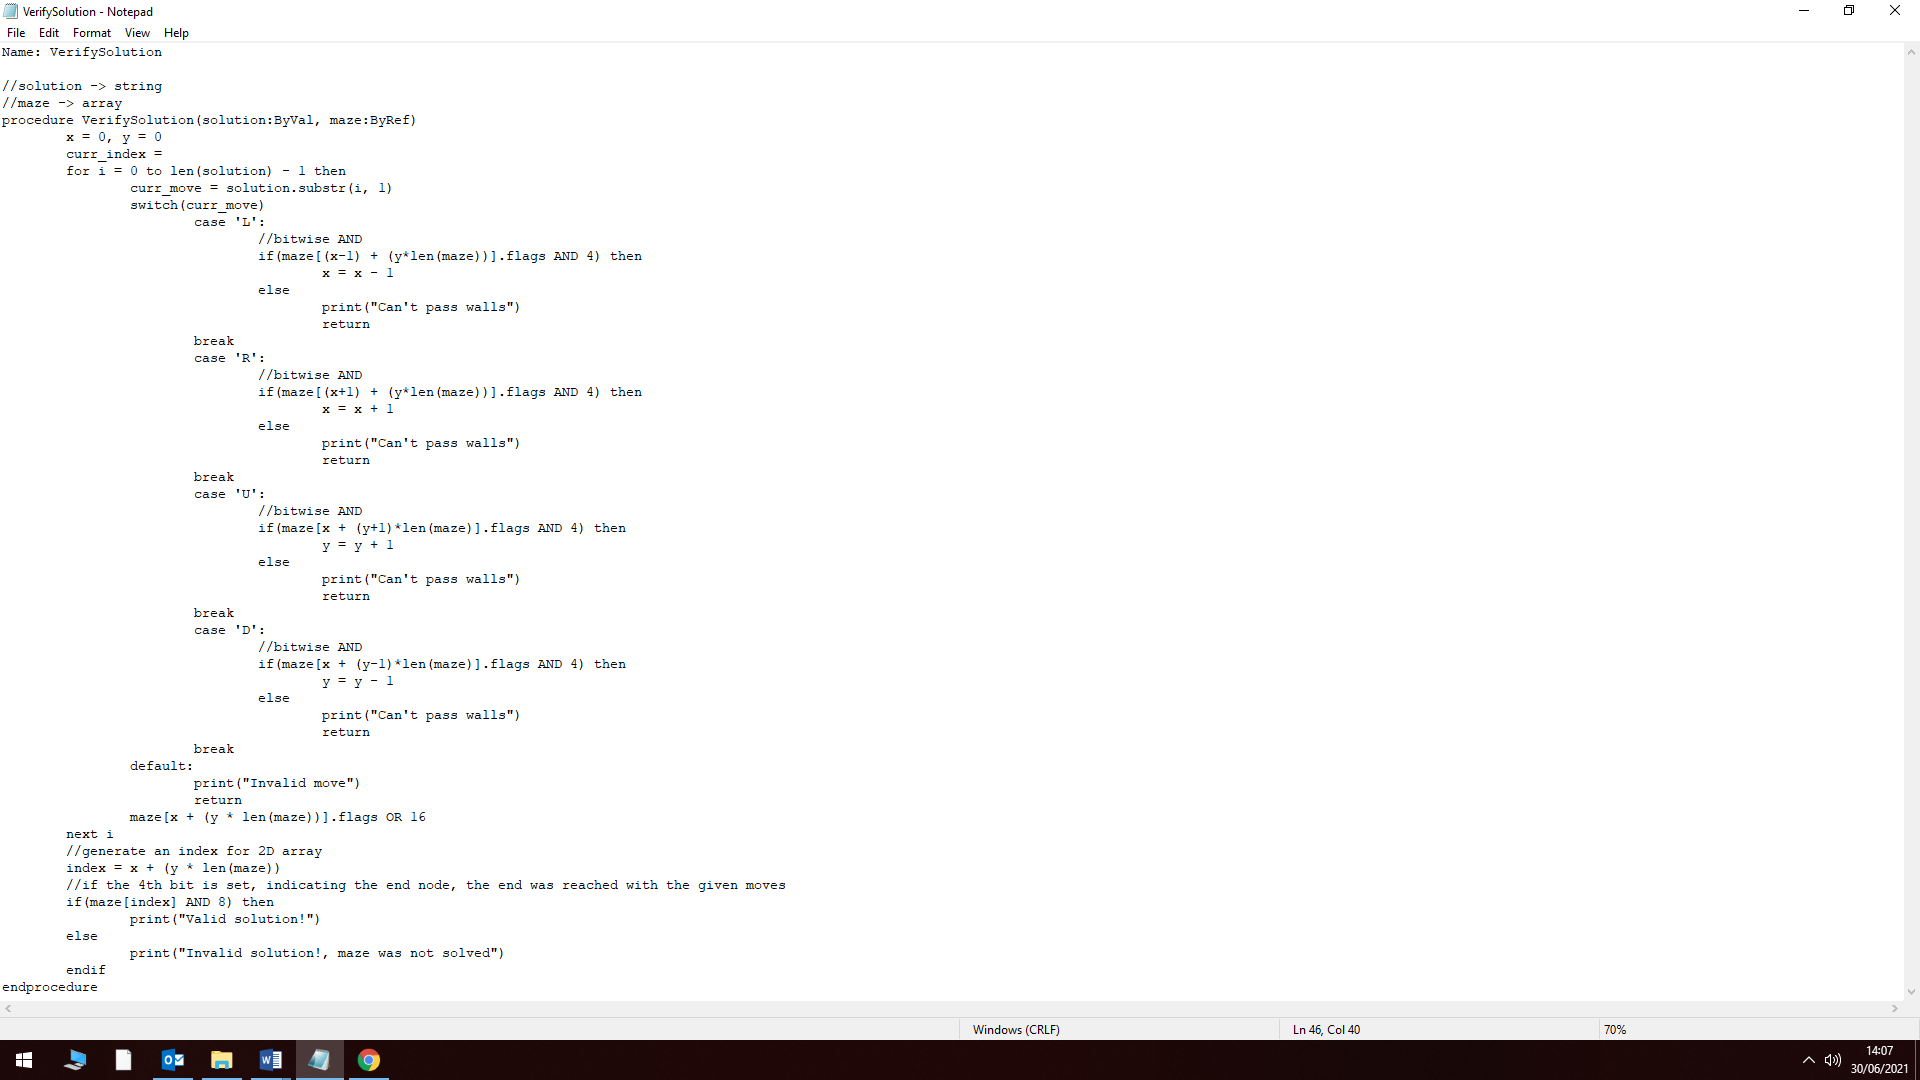 VerifySolution - Notepad
File Edit Format View Help
Name: VerifySolution
//solution -> string
//maze -> array
procedure VerifySolution(solution:ByVal, maze:ByRef)
x = 0, y = 0
curr_index =
for i = 0 to len(solution) - 1 then
curr_move = solution.substr(i, 1)
switch(curr_move)
case 'L':
//bitwise AND
if(maze[(x-1) + (y*len(maze))].flags AND 4) then
x = x - 1
else
print("Can't pass walls")
return
break
case 'R':
//bitwise AND
if(maze[(x+1) + (y*len(maze))].flags AND 4) then
x = x + 1
else
print("Can't pass walls")
return
break
case 'U':
//bitwise AND
if(maze[x + (y+1)*len(maze)].flags AND 4) then
y = y + 1
else
print("Can't pass walls")
return
break
case 'D':
//bitwise AND
if(maze[x + (y-1)*len(maze)].flags AND 4) then
y = y - 1
else
print("Can't pass walls")
return
break
default:
print("Invalid move")
return
maze[x + (y * len(maze))].flags OR 16
next i
//generate an index for 2D array
index = x + (y * len(maze))
//if the 4th bit is set, indicating the end node, the end was reached with the given moves
if(maze[index] AND 8) then
print("Valid solution!")
else
print("Invalid solution!, maze was not solved")
endif
endprocedure
Windows (CRLF) Ln 46, Col 40 70%
14:07
30/06/2021